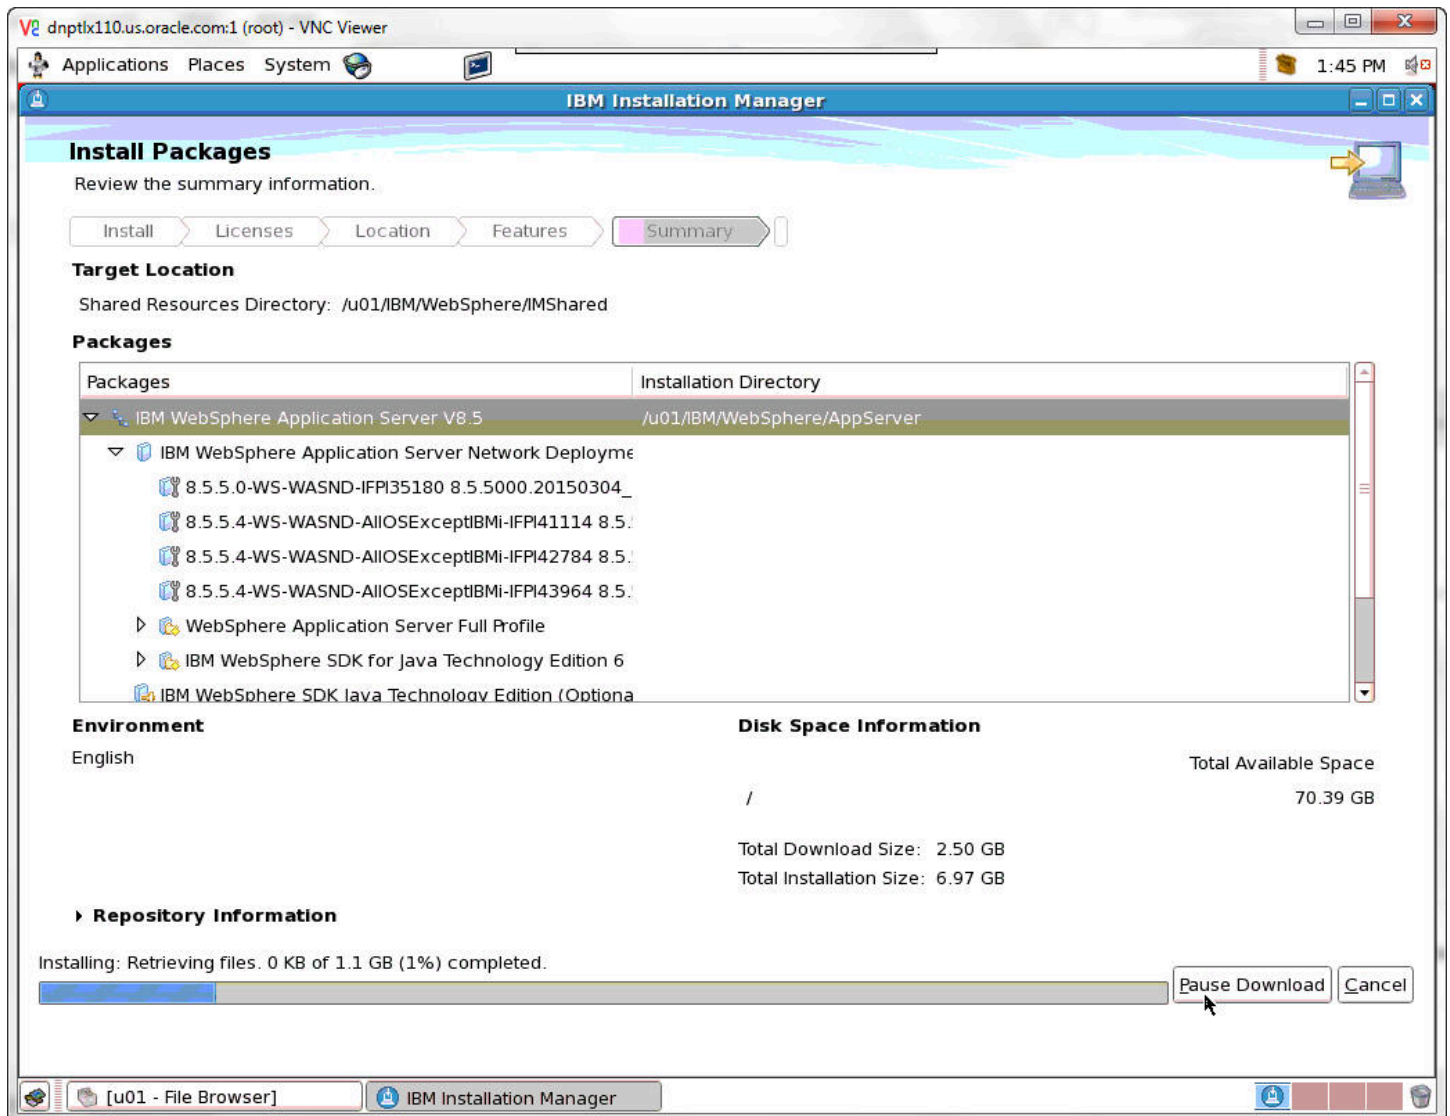 dnptlx110.us.oracle.com:1 (root) - VNC Viewer
Applications Places System 1:45 PM
IBM Installation Manager
Install Packages
Review the summary information.
Install Licenses Location Features Summary
Target Location
Shared Resources Directory: /u01/IBM/WebSphere/IMShared
Packages
Packages Installation Directory
IBM WebSphere Application Server V8.5 /u01/IBM/WebSphere/AppServer
IBM WebSphere Application Server Network Deployme
8.5.5.0-WS-WASND-IFPI35180 8.5.5000.20150304_
8.5.5.4-WS-WASND-AllOSExceptIBMi-IFPI41114 8.5.
8.5.5.4-WS-WASND-AllOSExceptIBMi-IFPI42784 8.5.
8.5.5.4-WS-WASND-AllOSExceptIBMi-IFPI43964 8.5.
WebSphere Application Server Full Profile
IBM WebSphere SDK for Java Technology Edition 6
IBM WebSphere SDK Java Technology Edition (Optiona
Environment
English
Disk Space Information
Total Available Space
/ 70.39 GB
Total Download Size: 2.50 GB
Total Installation Size: 6.97 GB
Repository Information
Installing: Retrieving files. 0 KB of 1.1 GB (1%) completed.
Pause Download Cancel
[u01 - File Browser] IBM Installation Manager